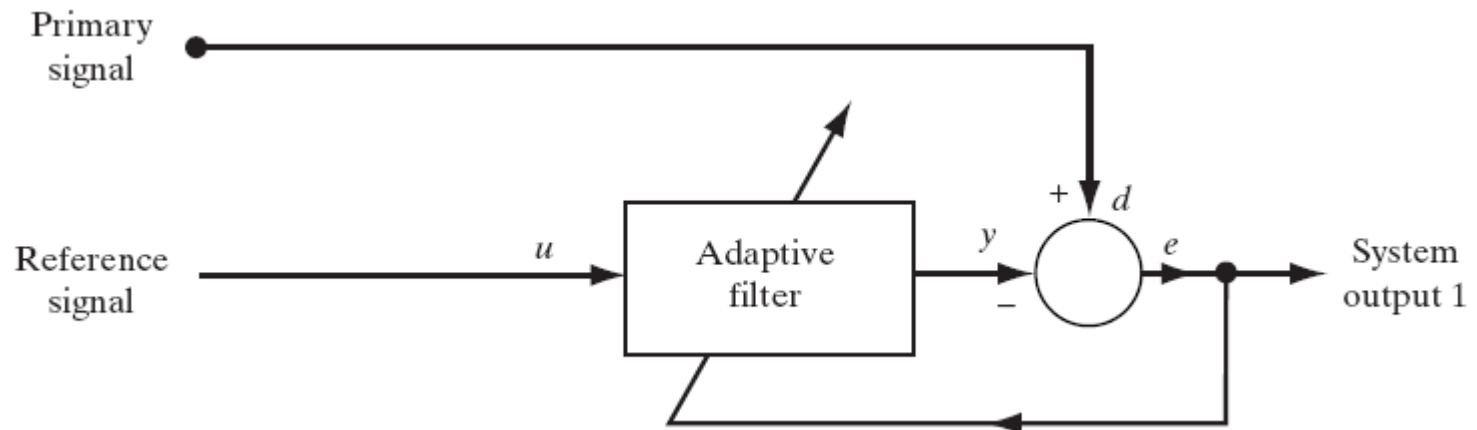 Primary
signal
+
d
Reference
signal
u
Adaptive
filter
y
−
e
System
output 1